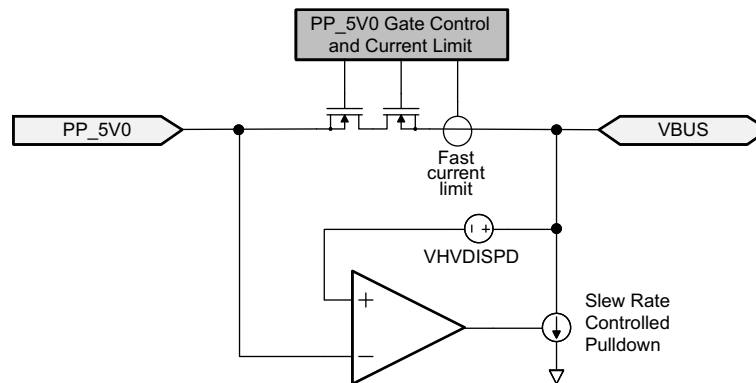 PP_5V0 Gate Control
and Current Limit
PP_5V0
VBUS
Fast
current
limit
VHVDISPD
Slew Rate
Controlled
Pulldown